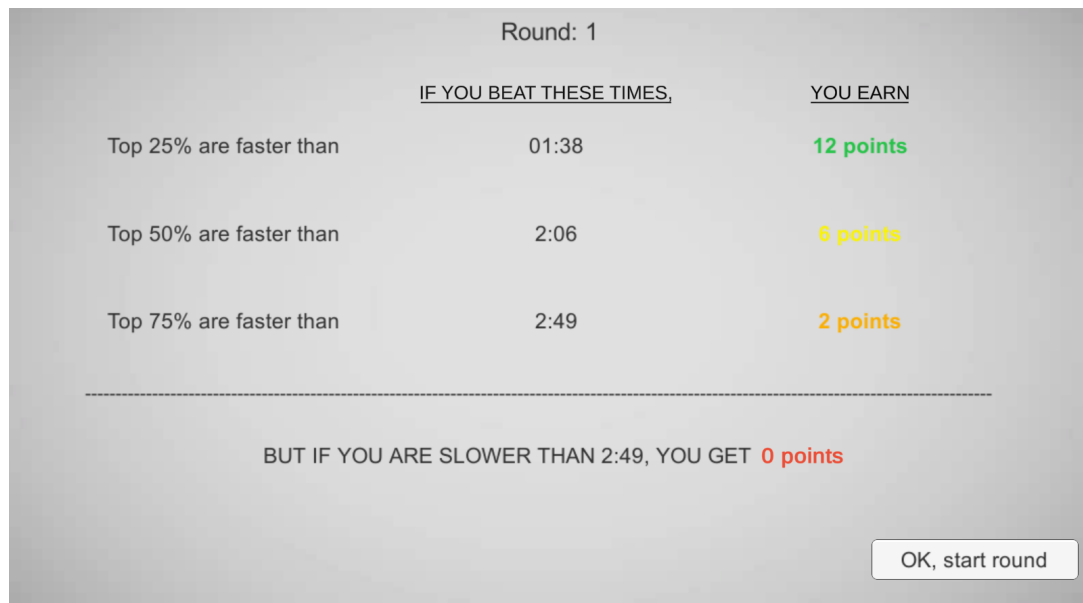 Round: 1
IF YOU BEAT THESE TIMES, YOU EARN
Top 25% are faster than 01:38 12 points
Top 50% are faster than 2:06 6 points
Top 75% are faster than 2:49 2 points
BUT IF YOU ARE SLOWER THAN 2:49, YOU GET 0 points
OK, start round